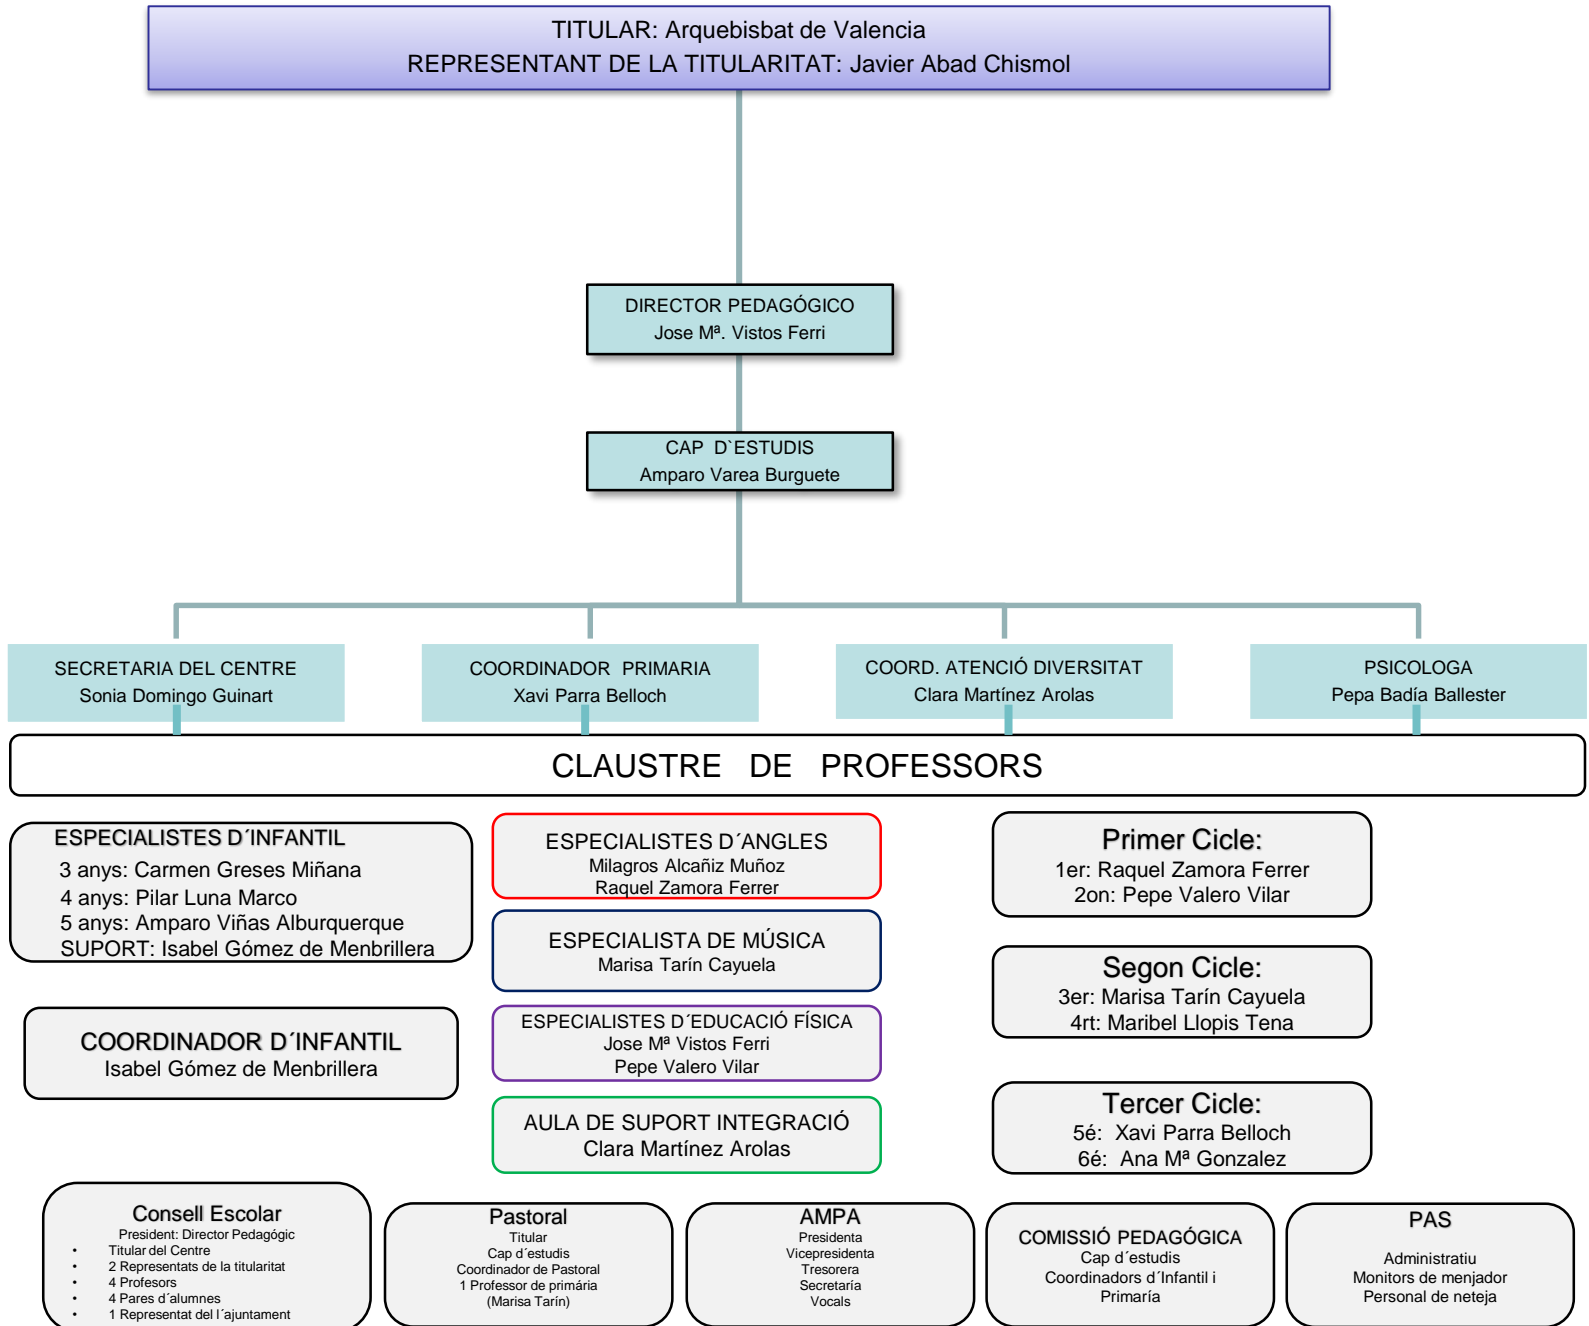 TITULAR: Arquebisbat de Valencia
REPRESENTANT DE LA TITULARITAT: Javier Abad Chismol
DIRECTOR PEDAGÓGICO
Jose Mª. Vistos Ferri
CAP D`ESTUDIS
Amparo Varea Burguete
SECRETARIA DEL CENTRE
Sonia Domingo Guinart
COORDINADOR PRIMARIA
Xavi Parra Belloch
COORD. ATENCIÓ DIVERSITAT
Clara Martínez Arolas
PSICOLOGA
Pepa Badía Ballester
CLAUSTRE DE PROFESSORS
ESPECIALISTES D´INFANTIL
3 anys: Carmen Greses Miñana
4 anys: Pilar Luna Marco
5 anys: Amparo Viñas Alburquerque
SUPORT: Isabel Gómez de Menbrillera
COORDINADOR D´INFANTIL
Isabel Gómez de Menbrillera
ESPECIALISTES D´ANGLES
Milagros Alcañiz Muñoz
Raquel Zamora Ferrer
ESPECIALISTA DE MÚSICA
Marisa Tarín Cayuela
ESPECIALISTES D´EDUCACIÓ FÍSICA
Jose Mª Vistos Ferri
Pepe Valero Vilar
AULA DE SUPORT INTEGRACIÓ
Clara Martínez Arolas
Primer Cicle:
1er: Raquel Zamora Ferrer
2on: Pepe Valero Vilar
Segon Cicle:
3er: Marisa Tarín Cayuela
4rt: Maribel Llopis Tena
Tercer Cicle:
5é: Xavi Parra Belloch
6é: Ana Mª Gonzalez
Consell Escolar
President: Director Pedagógic
• Titular del Centre
• 2 Representats de la titularitat
• 4 Profesors
• 4 Pares d´alumnes
• 1 Representat del l´ajuntament
Pastoral
Titular
Cap d´estudis
Coordinador de Pastoral
1 Professor de primária
(Marisa Tarín)
AMPA
Presidenta
Vicepresidenta
Tresorera
Secretaría
Vocals
COMISSIÓ PEDAGÓGICA
Cap d´estudis
Coordinadors d´Infantil i
Primaría
PAS
Administratiu
Monitors de menjador
Personal de neteja